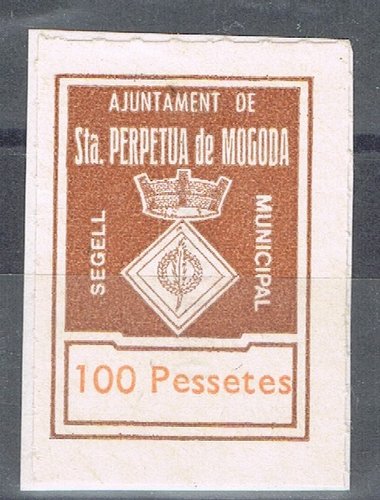 AJUNTAMENT DE
Sta. PERPETUA de MOGODA
SEGELL
MUNICIPAL
100 Pessetes